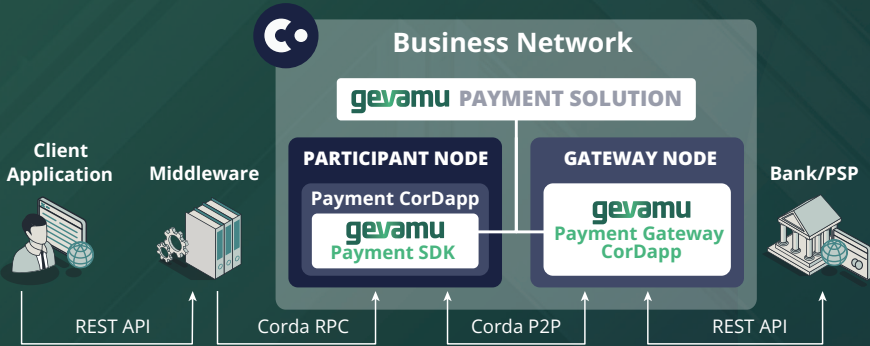 Business Network
gevamu PAYMENT SOLUTION
Client
Application
Middleware
PARTICIPANT NODE
Payment CorDapp
gevamu
Payment SDK
GATEWAY NODE
gevamu
Payment Gateway
CorDapp
Bank/PSP
REST API
Corda RPC
Corda P2P
REST API